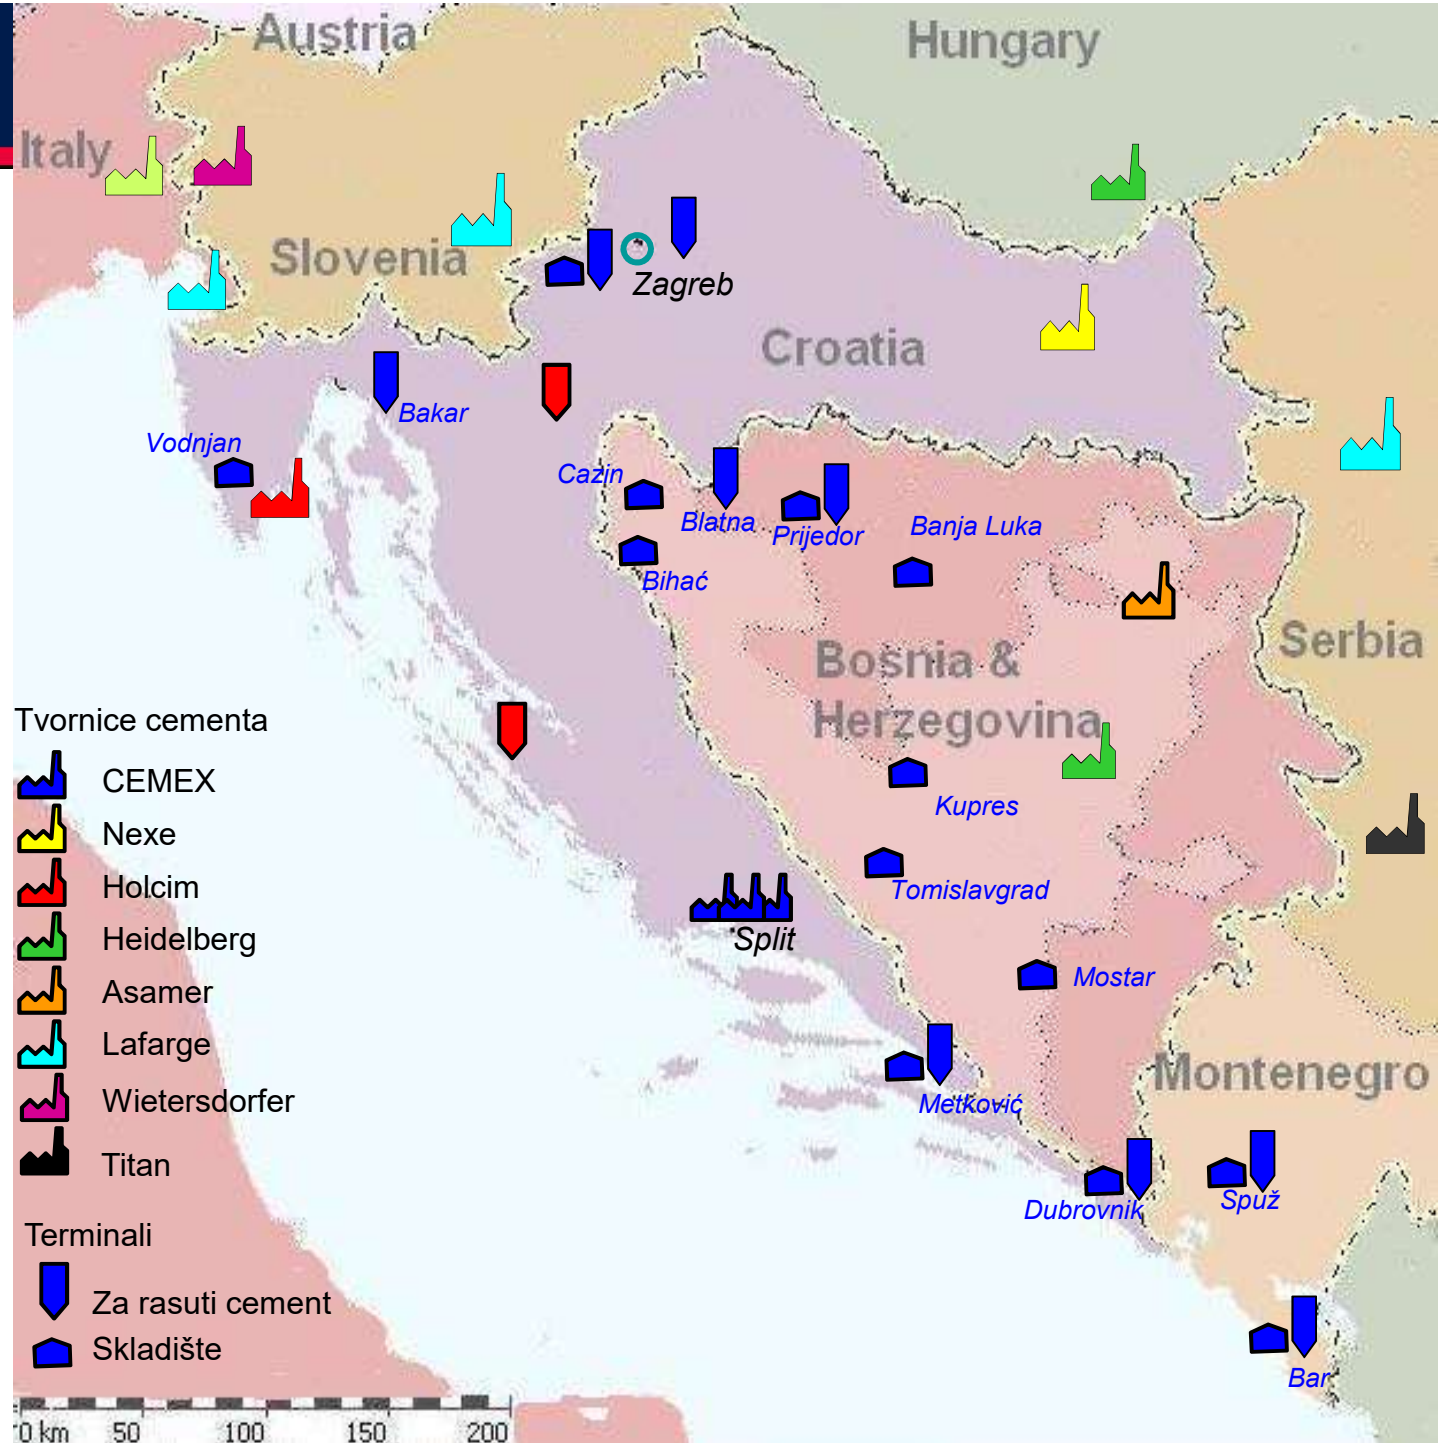 Austria
Hungary
Italy
Slovenia
Zagreb
Croatia
Bakar
Vodnjan
Cazin
Blatna
Prijedor
Banja Luka
Bihać
Serbia
Bosnia &
Herzegovina
Kupres
Tomislavgrad
Split
Mostar
Montenegro
Metković
Dubrovnik
Spuž
Bar
Tvornice cementa
CEMEX
Nexe
Holcim
Heidelberg
Asamer
Lafarge
Wietersdorfer
Titan
Terminali
Za rasuti cement
Skladište
0 km 50 100 150 200